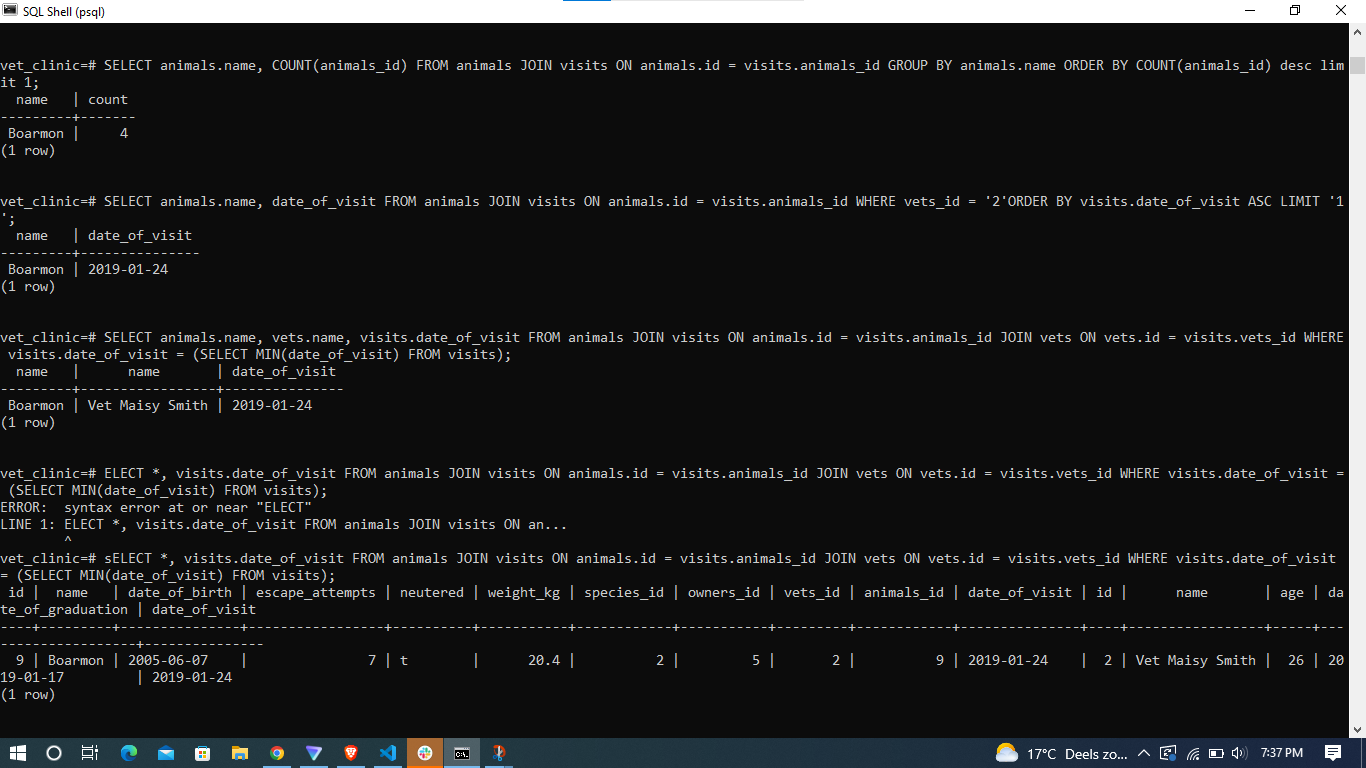 SQL Shell (psql)
vet_clinic=# SELECT animals.name, COUNT(animals_id) FROM animals JOIN visits ON animals.id = visits.animals_id GROUP BY animals.name ORDER BY COUNT(animals_id) desc lim
it 1;
  name   | count
---------+-------
 Boarmon |     4
(1 row)
vet_clinic=# SELECT animals.name, date_of_visit FROM animals JOIN visits ON animals.id = visits.animals_id WHERE vets_id = '2'ORDER BY visits.date_of_visit ASC LIMIT '1
';
  name   | date_of_visit
---------+---------------
 Boarmon | 2019-01-24
(1 row)
vet_clinic=# SELECT animals.name, vets.name, visits.date_of_visit FROM animals JOIN visits ON animals.id = visits.animals_id JOIN vets ON vets.id = visits.vets_id WHERE
 visits.date_of_visit = (SELECT MIN(date_of_visit) FROM visits);
  name   |      name       | date_of_visit
---------+-----------------+---------------
 Boarmon | Vet Maisy Smith | 2019-01-24
(1 row)
vet_clinic=# ELECT *, visits.date_of_visit FROM animals JOIN visits ON animals.id = visits.animals_id JOIN vets ON vets.id = visits.vets_id WHERE visits.date_of_visit =
 (SELECT MIN(date_of_visit) FROM visits);
ERROR:  syntax error at or near "ELECT"
LINE 1: ELECT *, visits.date_of_visit FROM animals JOIN visits ON an...
        ^
vet_clinic=# sELECT *, visits.date_of_visit FROM animals JOIN visits ON animals.id = visits.animals_id JOIN vets ON vets.id = visits.vets_id WHERE visits.date_of_visit
= (SELECT MIN(date_of_visit) FROM visits);
 id |  name   | date_of_birth | escape_attempts | neutered | weight_kg | species_id | owners_id | vets_id | animals_id | date_of_visit | id |      name       | age | da
te_of_graduation | date_of_visit
----+---------+---------------+-----------------+----------+-----------+------------+-----------+---------+------------+---------------+----+-----------------+-----+---
-----------------+---------------
  9 | Boarmon | 2005-06-07    |               7 | t        |      20.4 |          2 |         5 |       2 |          9 | 2019-01-24    |  2 | Vet Maisy Smith |  26 | 20
19-01-17         | 2019-01-24
(1 row)
17°C Deels zo... 7:37 PM